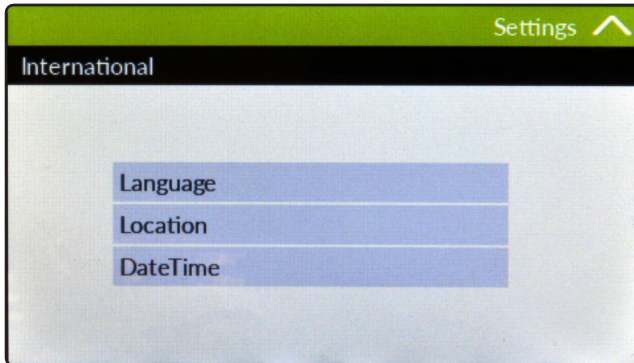 Settings
International
Language
Location
DateTime